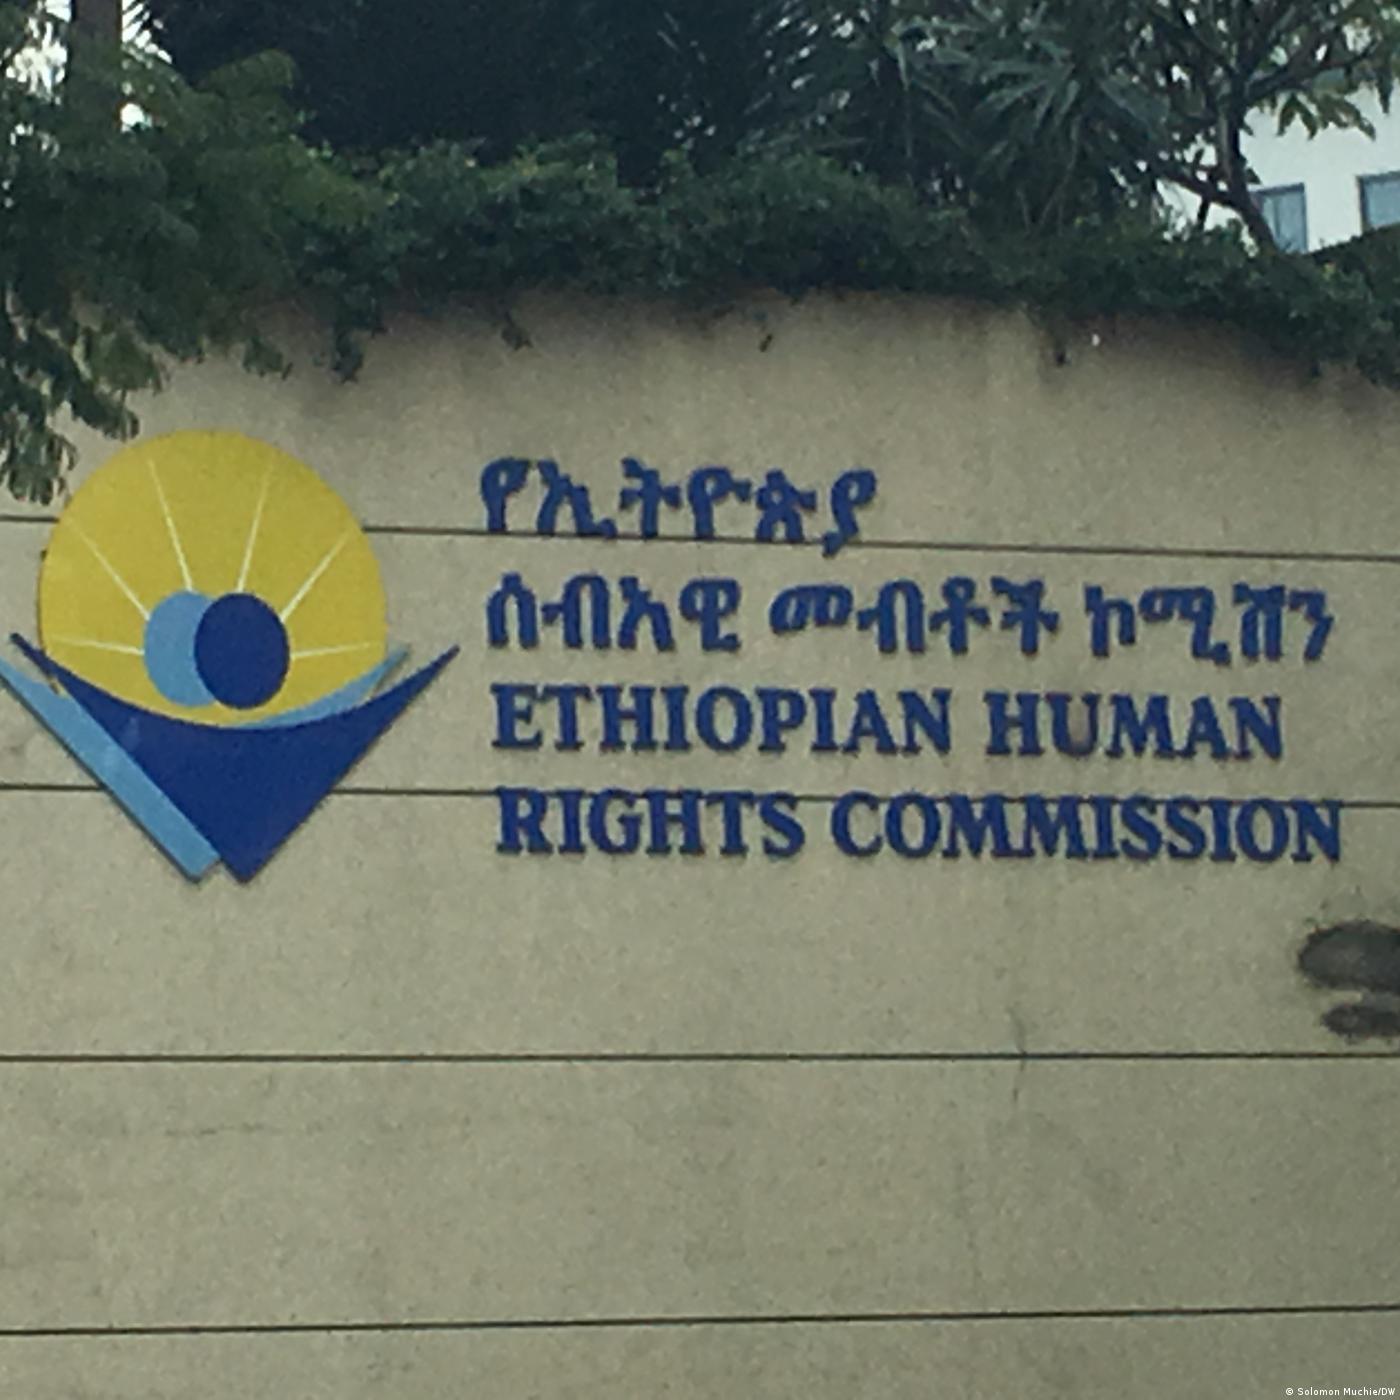 የኢትዮጵያ
ሰብአዊ መብቶች ኮሚሽን
ETHIOPIAN HUMAN
RIGHTS COMMISSION
© Solomon Muchie/DW